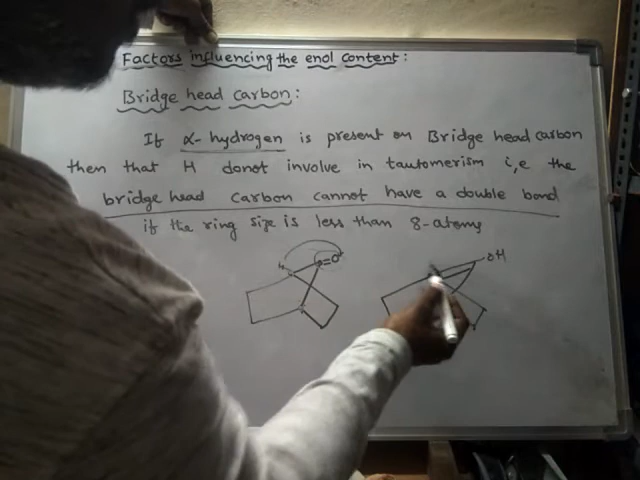 Factors influencing the enol content:
Bridge head carbon:
If α-hydrogen is present on Bridge head carbon
then that H donot involve in tautomerism i,e the
bridge head carbon cannot have a double bond
if the ring size is less than 8-atoms
H =O
OH